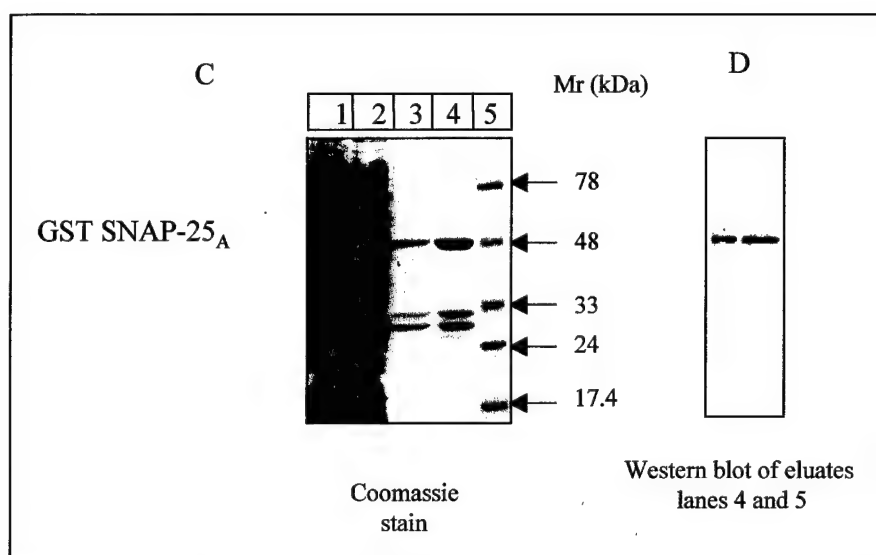 C
D
Mr (kDa)
1 2 3 4 5
78
GST SNAP-25A
48
33
24
17.4
Coomassie
stain
Western blot of eluates
lanes 4 and 5